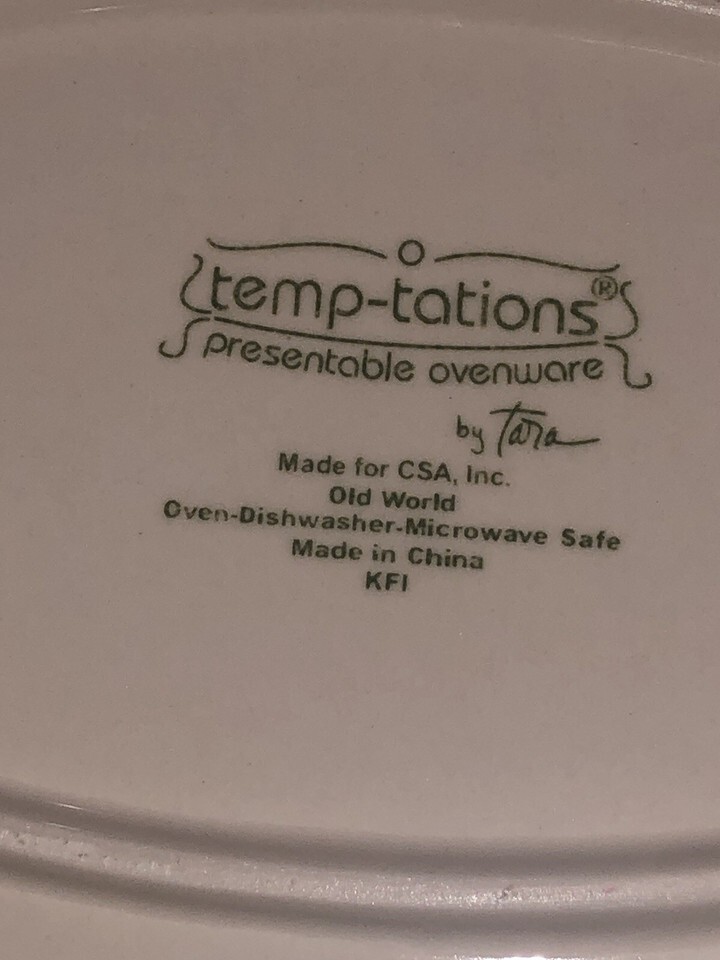 temp-tations®
presentable ovenware
by Tara
Made for CSA, Inc.
Old World
Oven-Dishwasher-Microwave Safe
Made in China
KFI